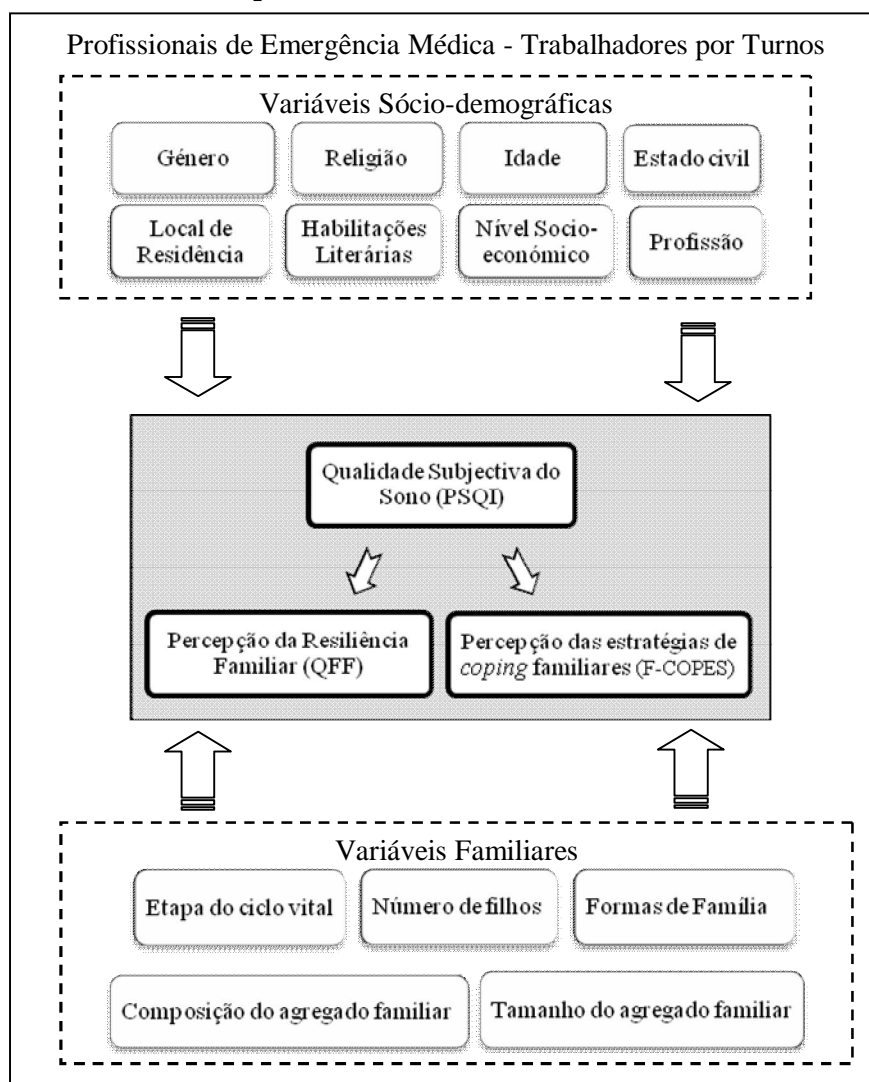 Profissionais de Emergência Médica - Trabalhadores por Turnos
Variáveis Sócio-demográficas
Género
Religião
Idade
Estado civil
Local de
Residência
Habilitações
Literárias
Nível Socio-
económico
Profissão
Qualidade Subjectiva do
Sono (PSQI)
Percepção da Resiliência
Familiar (QFF)
Percepção das estratégias de
coping familiares (F-COPES)
Variáveis Familiares
Etapa do ciclo vital
Número de filhos
Formas de Família
Composição do agregado familiar
Tamanho do agregado familiar